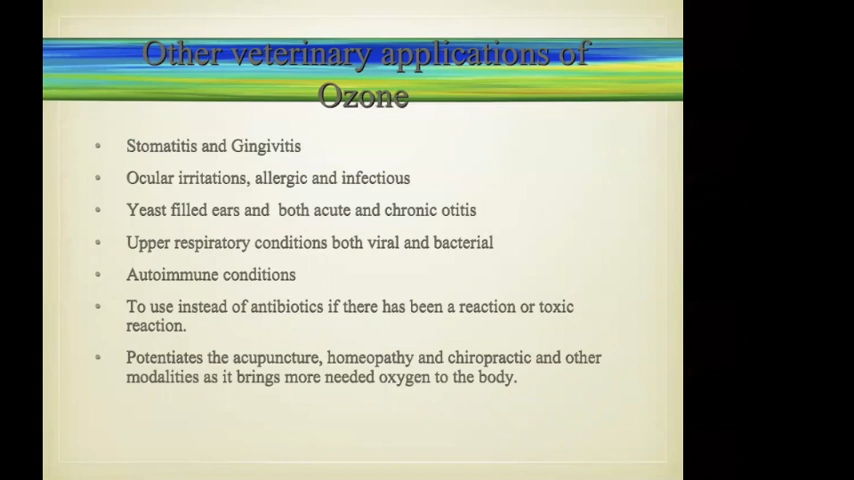 Other veterinary applications of
Ozone
• Stomatitis and Gingivitis
• Ocular irritations, allergic and infectious
• Yeast filled ears and both acute and chronic otitis
• Upper respiratory conditions both viral and bacterial
• Autoimmune conditions
• To use instead of antibiotics if there has been a reaction or toxic
reaction.
• Potentiates the acupuncture, homeopathy and chiropractic and other
modalities as it brings more needed oxygen to the body.